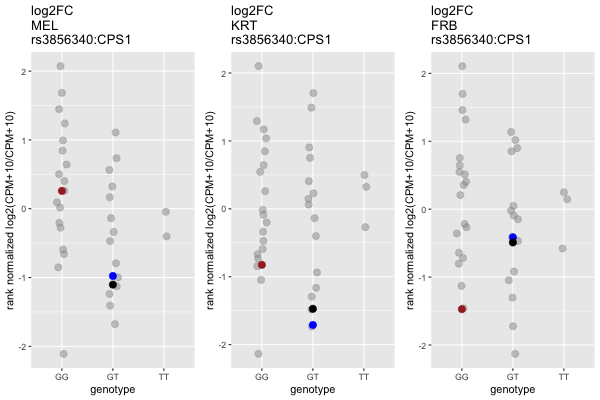 log2FC
MEL
rs3856340:CPS1
rank normalized log2(CPM+10/CPM+10)
2
1
0
-1
-2
GG
GT
TT
genotype
log2FC
KRT
rs3856340:CPS1
rank normalized log2(CPM+10/CPM+10)
2
1
0
-1
-2
GG
GT
TT
genotype
log2FC
FRB
rs3856340:CPS1
rank normalized log2(CPM+10/CPM+10)
2
1
0
-1
-2
GG
GT
TT
genotype